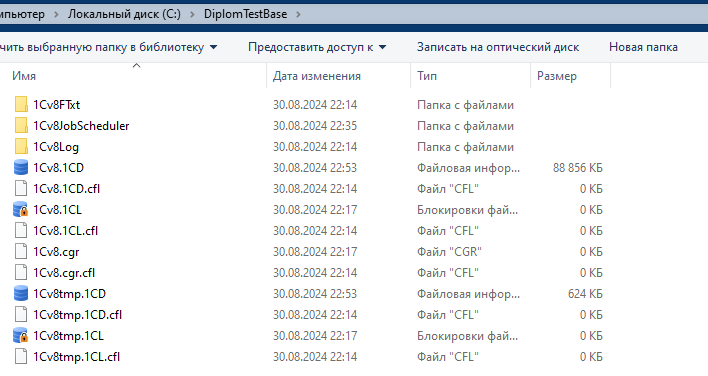 мпьютер › Локальный диск (C:) › DiplomTestBase ›
чить выбранную папку в библиотеку ▼ Предоставить доступ к ▼ Записать на оптический диск Новая папка
Имя Дата изменения Тип Размер
1Cv8FTxt 30.08.2024 22:14 Папка с файлами
1Cv8JobScheduler 30.08.2024 22:35 Папка с файлами
1Cv8Log 30.08.2024 22:14 Папка с файлами
1Cv8.1CD 30.08.2024 22:53 Файловая инфор... 88 856 КБ
1Cv8.1CD.cfl 30.08.2024 22:14 Файл "CFL" 0 КБ
1Cv8.1CL 30.08.2024 22:17 Блокировки фай... 0 КБ
1Cv8.1CL.cfl 30.08.2024 22:14 Файл "CFL" 0 КБ
1Cv8.cgr 30.08.2024 22:17 Файл "CGR" 0 КБ
1Cv8.cgr.cfl 30.08.2024 22:14 Файл "CFL" 0 КБ
1Cv8tmp.1CD 30.08.2024 22:53 Файловая инфор... 624 КБ
1Cv8tmp.1CD.cfl 30.08.2024 22:14 Файл "CFL" 0 КБ
1Cv8tmp.1CL 30.08.2024 22:17 Блокировки фай... 0 КБ
1Cv8tmp.1CL.cfl 30.08.2024 22:14 Файл "CFL" 0 КБ